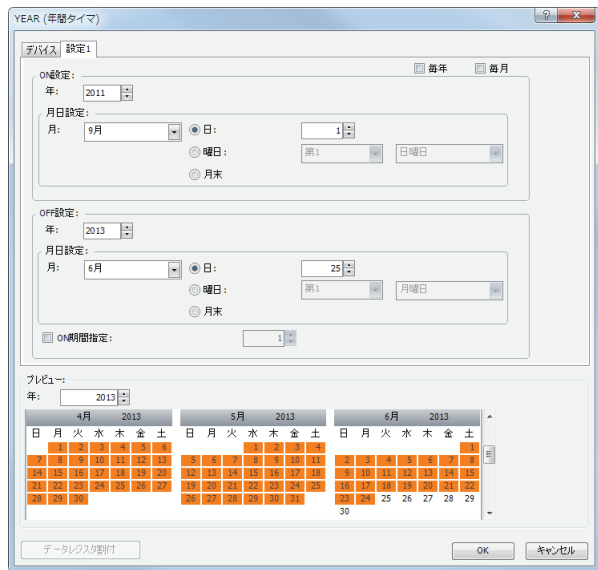 YEAR (年間タイマ)
デバイス 設定1
毎年 毎月
ON設定:
年: 2011
月日設定:
月: 9月 日: 1
曜日: 第1 日曜日
月末
OFF設定:
年: 2013
月日設定:
月: 6月 日: 25
曜日: 第1 月曜日
月末
ON期間指定: 1
プレビュー:
年: 2013
4月 2013 5月 2013 6月 2013
日 月 火 水 木 金 土 日 月 火 水 木 金 土 日 月 火 水 木 金 土
1 2 3 4 5 6 1 2 3 4 1
7 8 9 10 11 12 13 5 6 7 8 9 10 11 2 3 4 5 6 7 8
14 15 16 17 18 19 20 12 13 14 15 16 17 18 9 10 11 12 13 14 15
21 22 23 24 25 26 27 19 20 21 22 23 24 25 16 17 18 19 20 21 22
28 29 30 26 27 28 29 30 31 23 24 25 26 27 28 29
30
データレジスタ割付 OK キャンセル